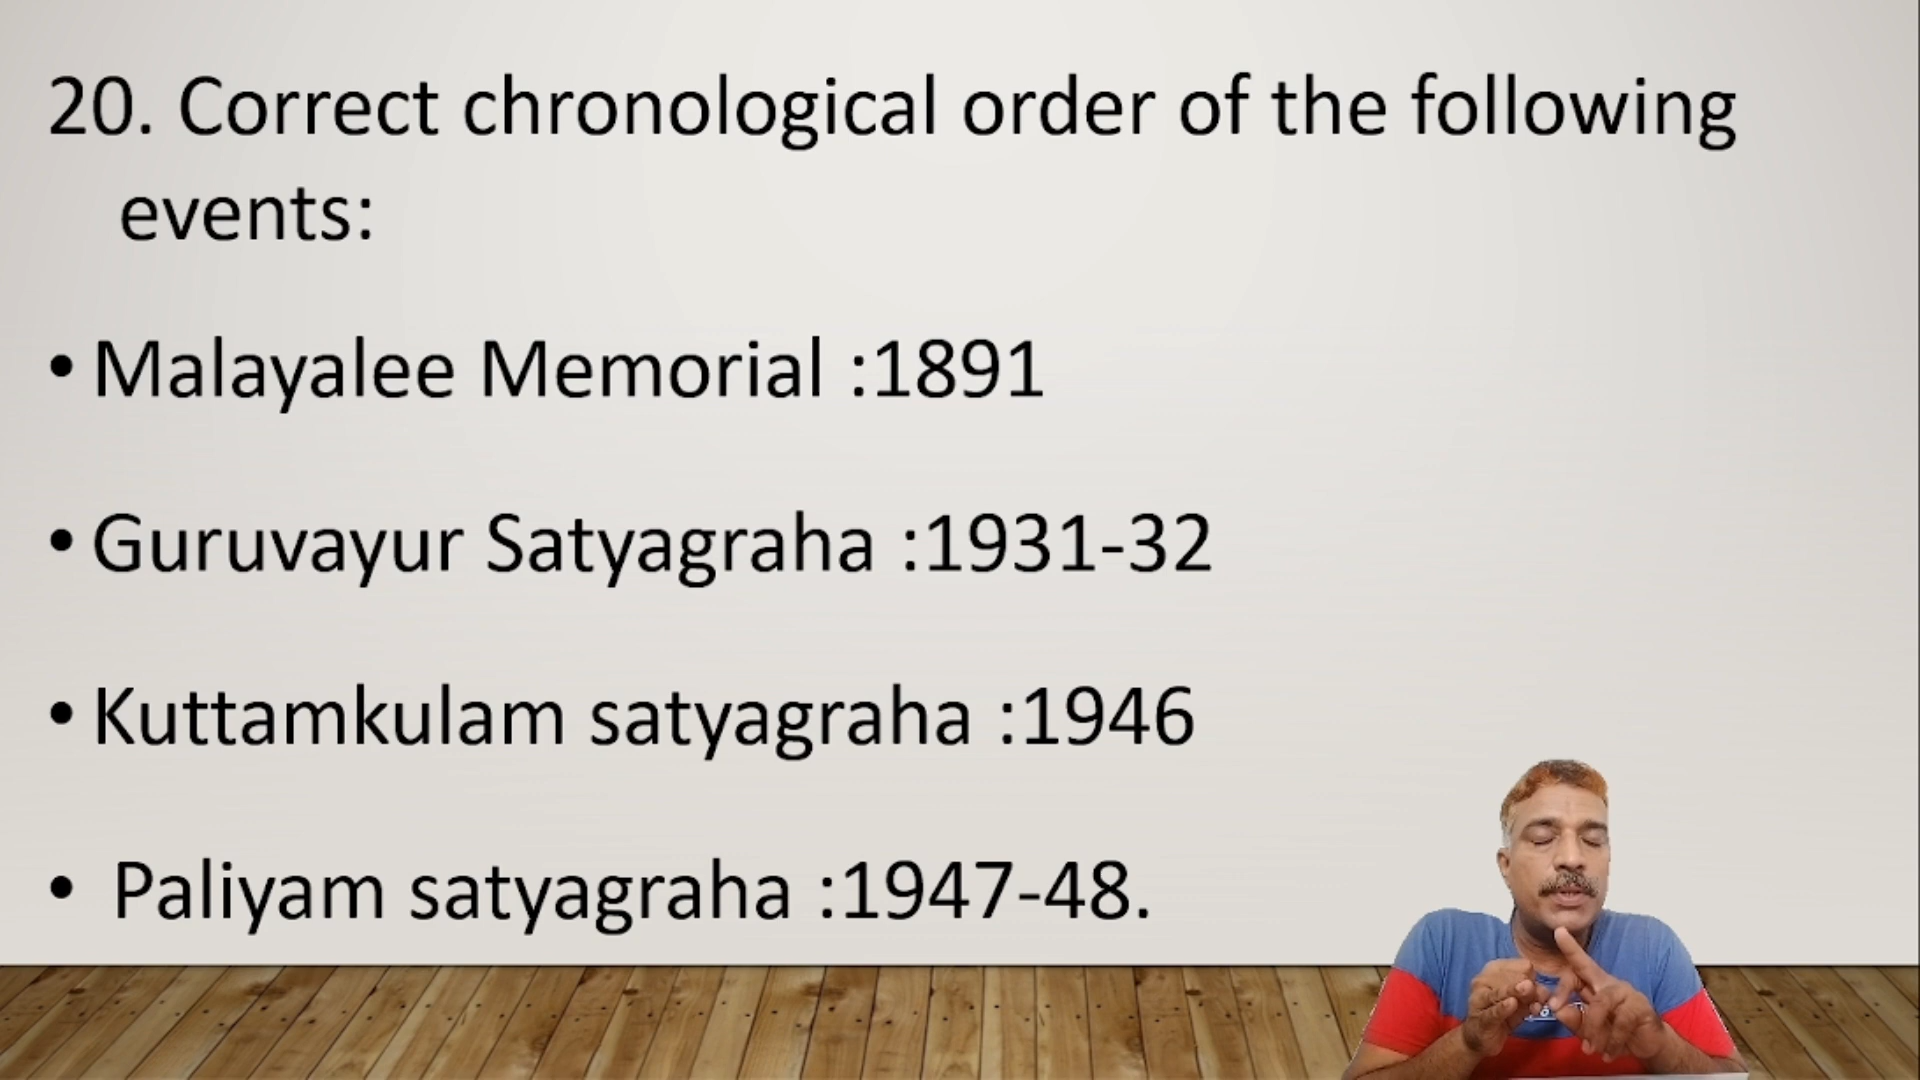 20. Correct chronological order of the following
events:
• Malayalee Memorial :1891
• Guruvayur Satyagraha :1931-32
• Kuttamkulam satyagraha :1946
• Paliyam satyagraha :1947-48.